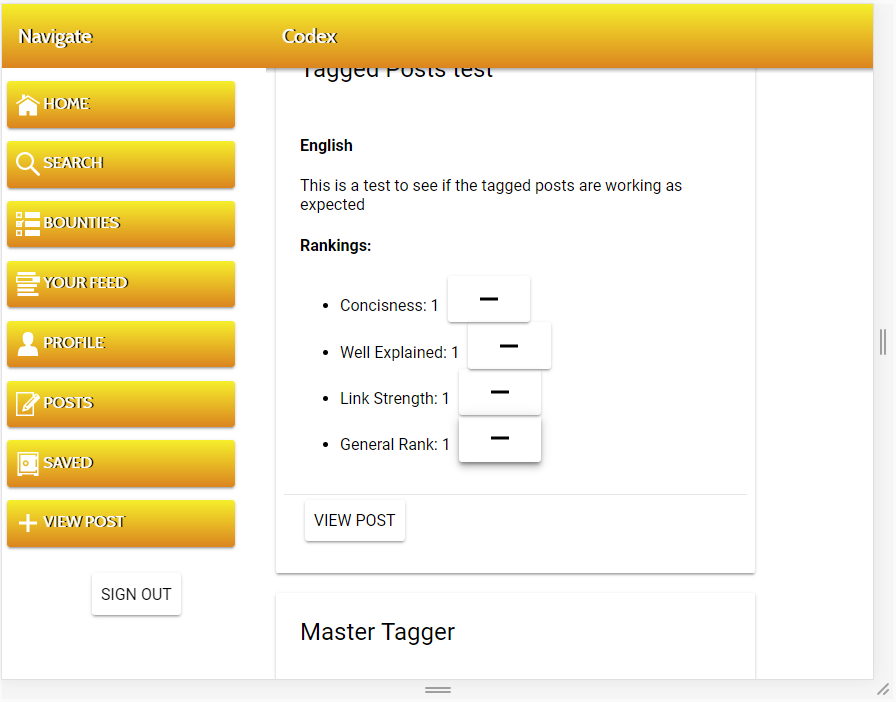 Navigate
Codex
HOME
SEARCH
BOUNTIES
YOUR FEED
PROFILE
POSTS
SAVED
VIEW POST
SIGN OUT
Tagged Posts test
English
This is a test to see if the tagged posts are working as
expected
Rankings:
Concisness: 1
Well Explained: 1
Link Strength: 1
General Rank: 1
VIEW POST
Master Tagger